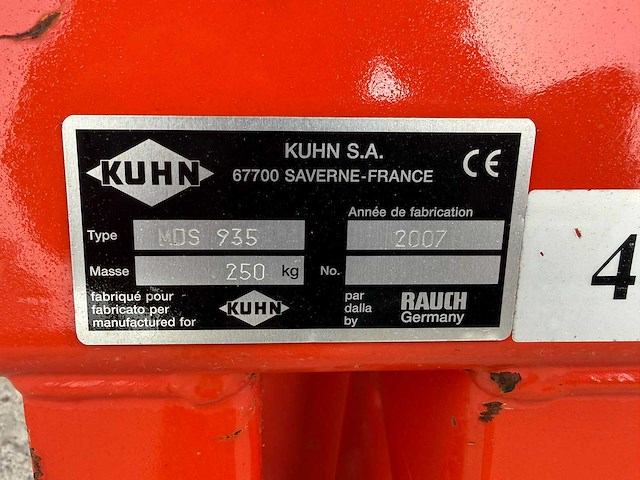 KUHN
KUHN S.A.
67700 SAVERNE-FRANCE
CE
Année de fabrication
Type MDS 935 2007
Masse 250 kg No.
fabriqué pour
fabricato per
manufactured for
KUHN
par
dalla
by
RAUCH
Germany
4